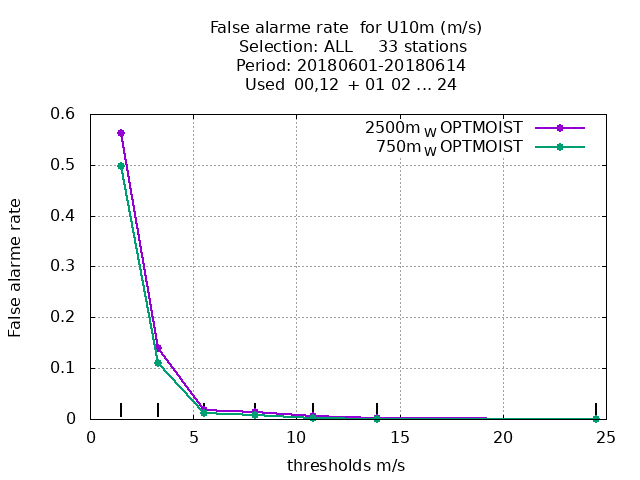 False alarme rate  for U10m (m/s)
Selection: ALL     33 stations
Period: 20180601-20180614
Used  00,12  + 01 02 ... 24
2500m_W OPTMOIST
750m_W OPTMOIST
False alarme rate
0.6
0.5
0.4
0.3
0.2
0.1
0
0 5 10 15 20 25
thresholds m/s